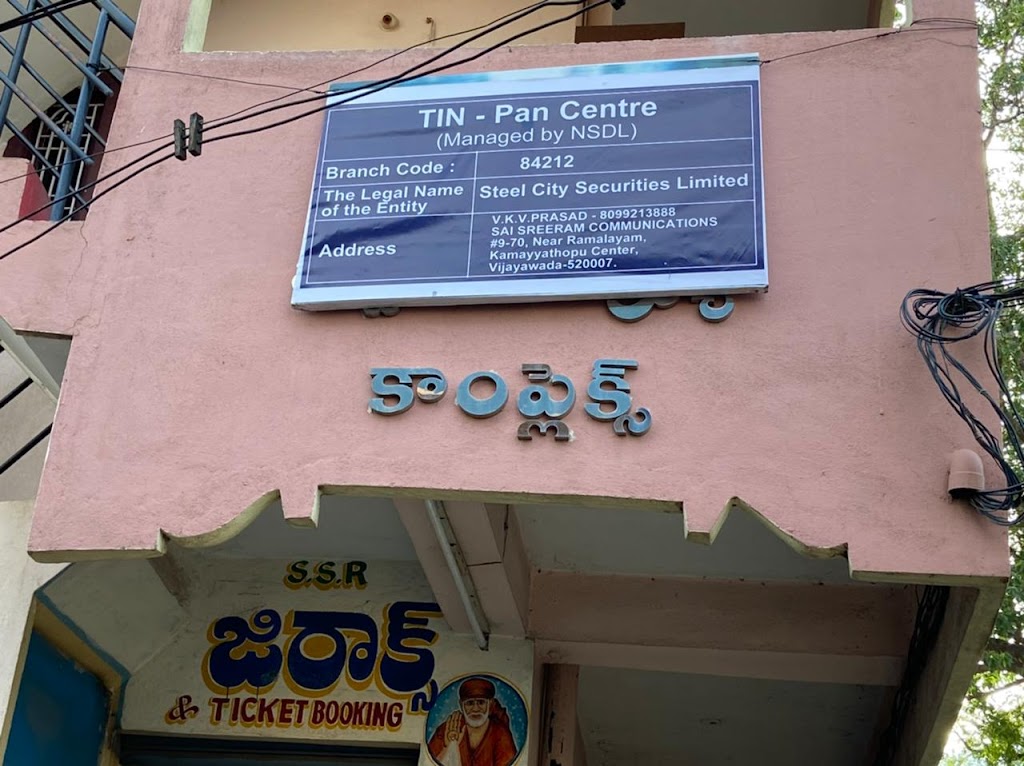 TIN - Pan Centre
(Managed by NSDL)
Branch Code : 84212
The Legal Name of the Entity Steel City Securities Limited
Address
V.K.V.PRASAD - 8099213888
SAI SREERAM COMMUNICATIONS
#9-70, Near Ramalayam,
Kamayyathopu Center,
Vijayawada-520007.
కాంప్లెక్స్
S.S.R
జిరాక్స్
& TICKET BOOKING